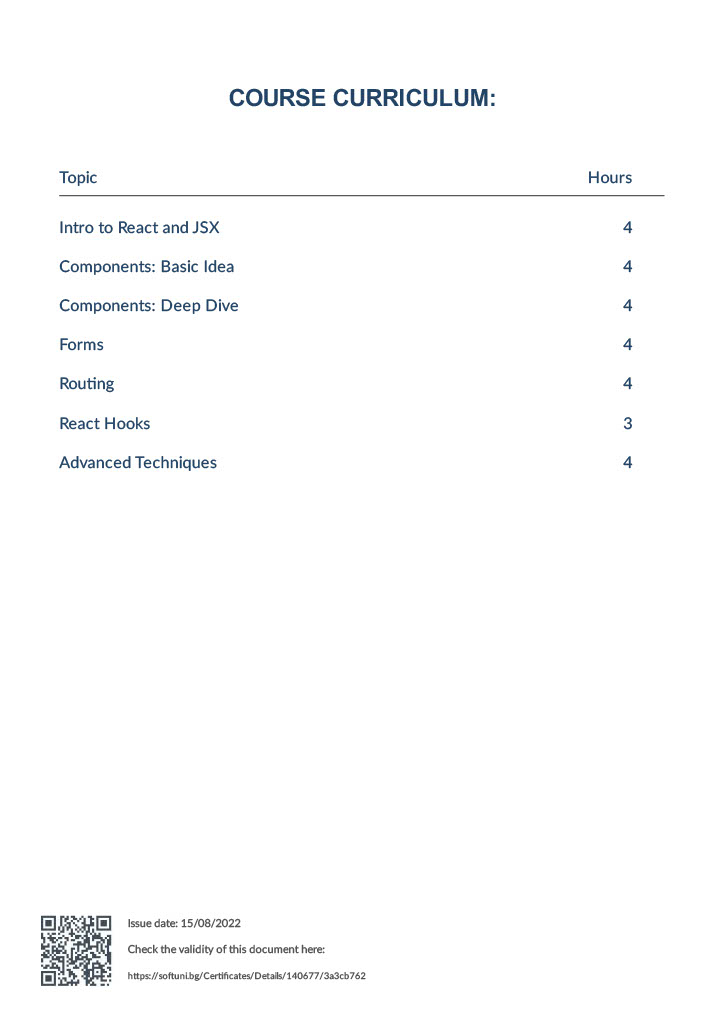 COURSE CURRICULUM:
Topic Hours
Intro to React and JSX 4
Components: Basic Idea 4
Components: Deep Dive 4
Forms 4
Routing 4
React Hooks 3
Advanced Techniques 4
Issue date: 15/08/2022
Check the validity of this document here:
https://softuni.bg/Certificates/Details/140677/3a3cb762